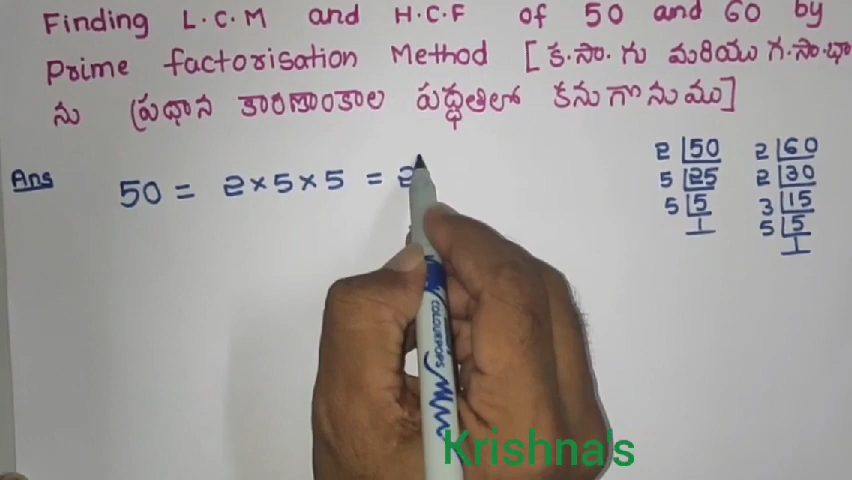 Finding L.C.M and H.C.F of 50 and 60 by
Prime factorisation Method [క.సా.గు మరియు గ.సా.భా
ను ప్రధాన కారణాంకాల పద్ధతిలో కనుగొనుము]
Ans
50 = 2×5×5 = 2
2 50
5 25
5 5
1
2 60
2 30
3 15
5 5
1
COLOURPOPS
Krishna's